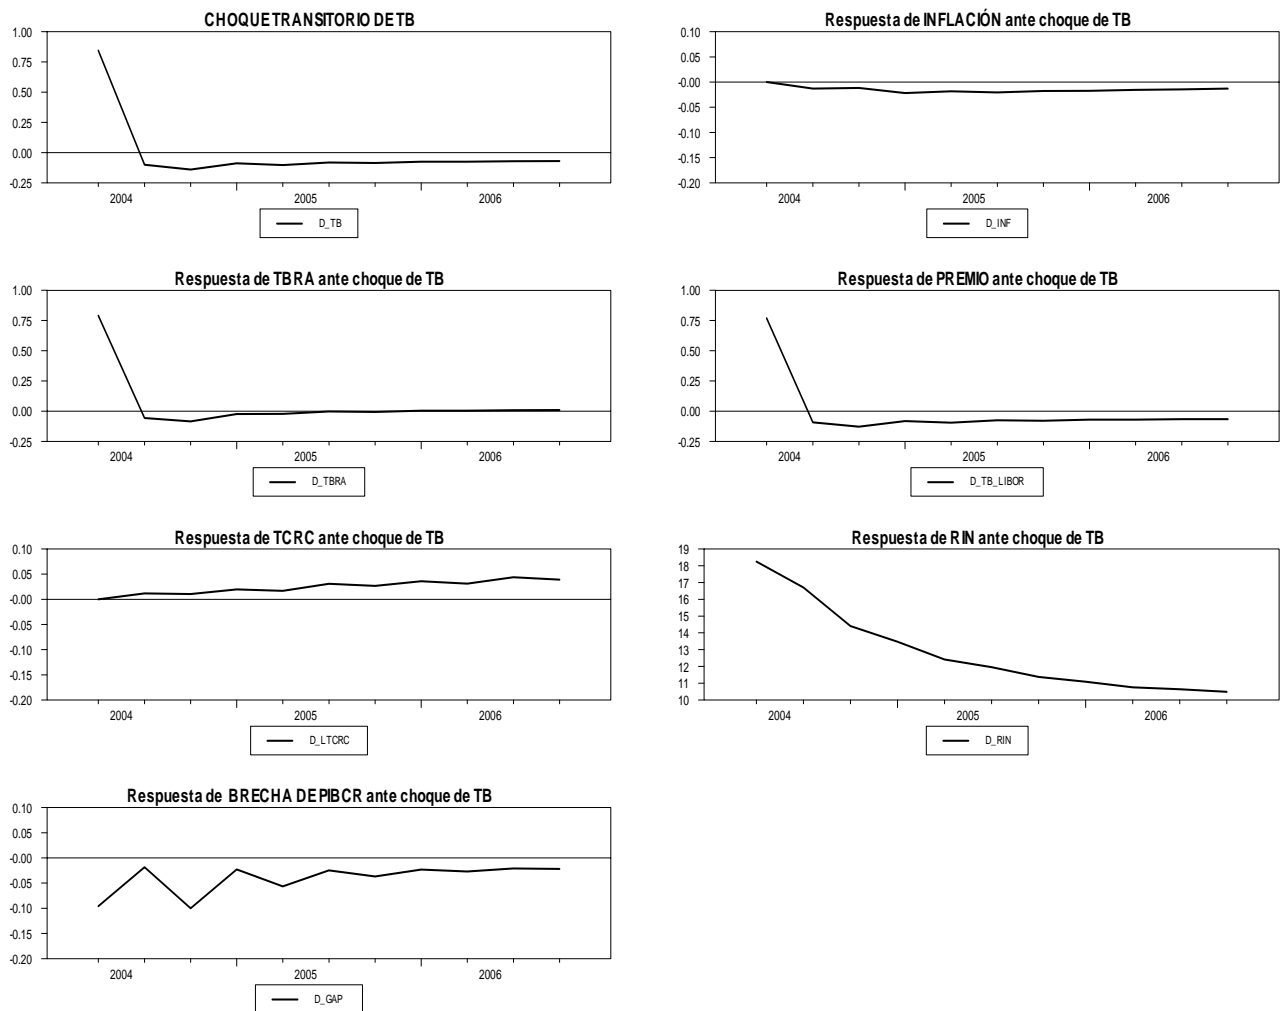 CHOQUE TRANSITORIO DE TB
1.00
0.75
0.50
0.25
0.00
-0.25
2004 2005 2006
D_TB
Respuesta de INFLACIÓN ante choque de TB
0.10
0.05
-0.00
-0.05
-0.10
-0.15
-0.20
2004 2005 2006
D_INF
Respuesta de TBRA ante choque de TB
1.00
0.75
0.50
0.25
0.00
-0.25
2004 2005 2006
D_TBRA
Respuesta de PREMIO ante choque de TB
1.00
0.75
0.50
0.25
0.00
-0.25
2004 2005 2006
D_TB_LIBOR
Respuesta de TCRC ante choque de TB
0.10
0.05
-0.00
-0.05
-0.10
-0.15
-0.20
2004 2005 2006
D_LTCRC
Respuesta de RIN ante choque de TB
19
18
17
16
15
14
13
12
11
10
2004 2005 2006
D_RIN
Respuesta de BRECHA DE PIBCR ante choque de TB
0.10
0.05
-0.00
-0.05
-0.10
-0.15
-0.20
2004 2005 2006
D_GAP